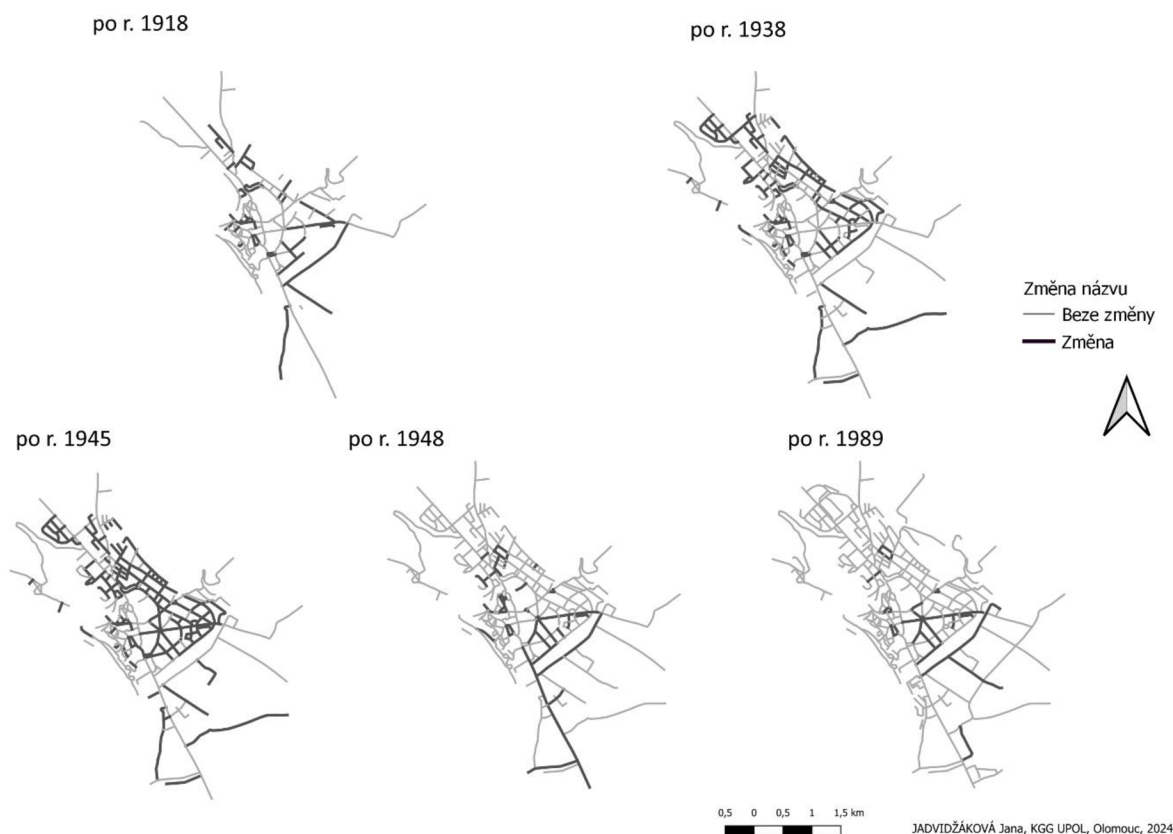 po r. 1918
po r. 1938
Změna názvu
Beze změny
Změna
po r. 1945
po r. 1948
po r. 1989
0,5 0 0,5 1 1,5 km
JADVIDŽÁKOVÁ Jana, KGG UPOL, Olomouc, 2024